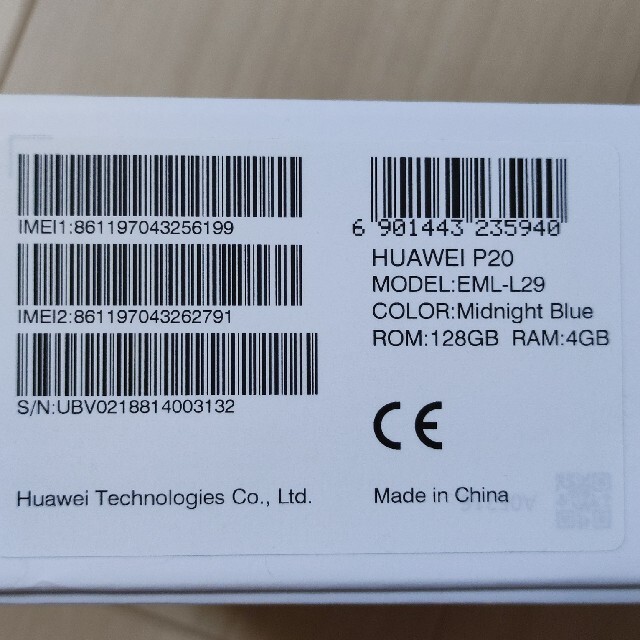 IMEI1:861197043256199
IMEI2:861197043262791
S/N:UBV0218814003132
Huawei Technologies Co., Ltd.
6 901443 235940
HUAWEI P20
MODEL:EML-L29
COLOR:Midnight Blue
ROM:128GB RAM:4GB
CE
Made in China